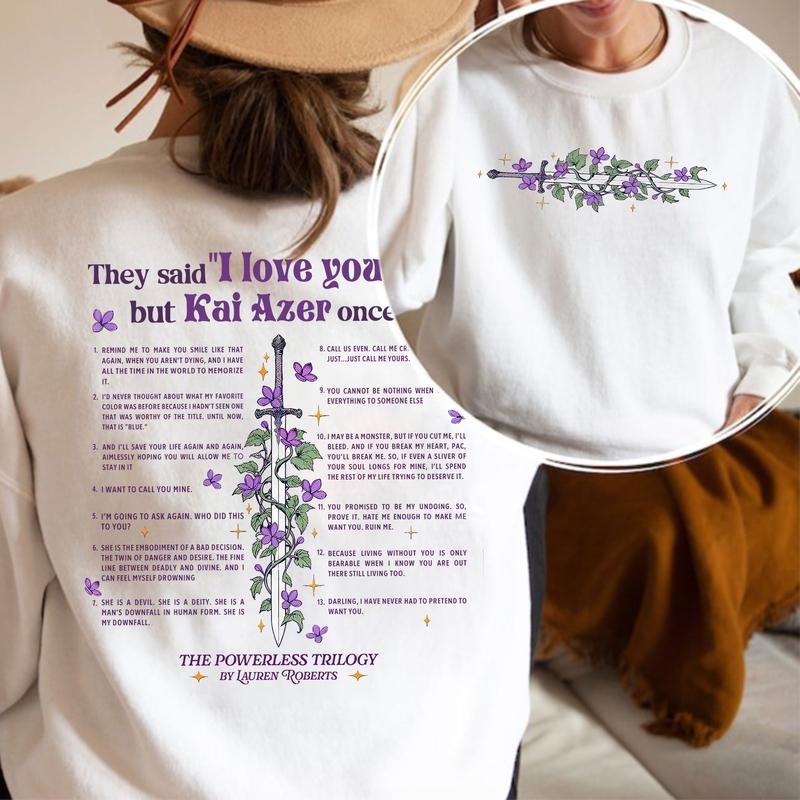 They said "I love you
but Kai Azer once
1. REMIND ME TO MAKE YOU SMILE LIKE THAT
AGAIN, WHEN YOU AREN'T DYING, AND I HAVE
ALL THE TIME IN THE WORLD TO MEMORIZE
IT.
2. I'D NEVER THOUGHT ABOUT WHAT MY FAVORITE
COLOR WAS BEFORE BECAUSE I HADN'T SEEN ONE
THAT WAS WORTHY OF THE TITLE. UNTIL NOW,
THAT IS "BLUE."
3. AND I'LL SAVE YOUR LIFE AGAIN AND AGAIN,
AIMLESSLY HOPING YOU WILL ALLOW ME TO
STAY IN IT
4. I WANT TO CALL YOU MINE.
5. I'M GOING TO ASK AGAIN. WHO DID THIS
TO YOU?
6. SHE IS THE EMBODIMENT OF A BAD DECISION.
THE TWIN OF DANGER AND DESIRE. THE FINE
LINE BETWEEN DEADLY AND DIVINE. AND I
CAN FEEL MYSELF DROWNING
7. SHE IS A DEVIL. SHE IS A DEITY. SHE IS A
MAN'S DOWNFALL IN HUMAN FORM. SHE IS
MY DOWNFALL.
8. CALL US EVEN. CALL ME CR
JUST...JUST CALL ME YOURS.
9. YOU CANNOT BE NOTHING WHEN
EVERYTHING TO SOMEONE ELSE
10. I MAY BE A MONSTER, BUT IF YOU CUT ME, I'LL
BLEED. AND IF YOU BREAK MY HEART, PAC,
YOU'LL BREAK ME. SO, IF EVEN A SLIVER OF
YOUR SOUL LONGS FOR MINE, I'LL SPEND
THE REST OF MY LIFE TRYING TO DESERVE IT.
11. YOU PROMISED TO BE MY UNDOING. SO,
PROVE IT. HATE ME ENOUGH TO MAKE ME
WANT YOU. RUIN ME.
12. BECAUSE LIVING WITHOUT YOU IS ONLY
BEARABLE WHEN I KNOW YOU ARE OUT
THERE STILL LIVING TOO.
13. DARLING, I HAVE NEVER HAD TO PRETEND TO
WANT YOU.
THE POWERLESS TRILOGY
BY LAUREN ROBERTS